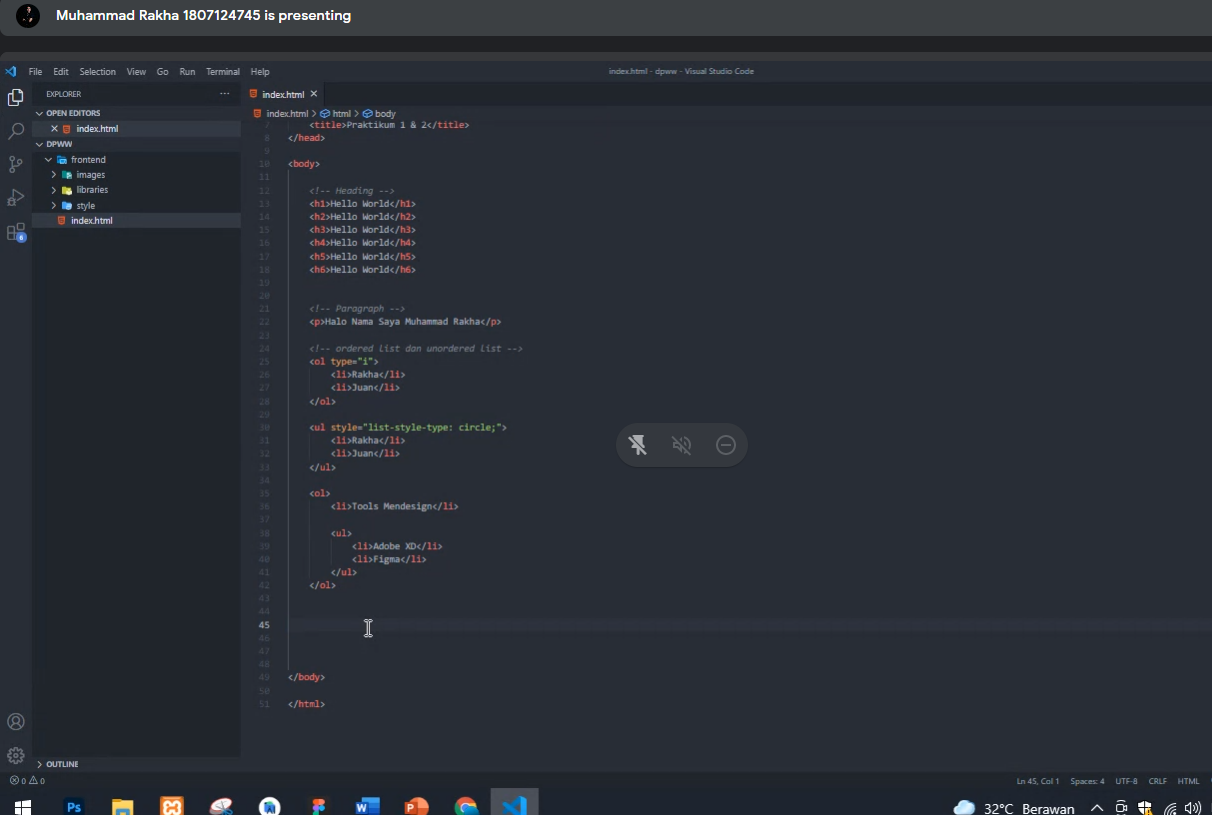 Muhammad Rakha 1807124745 is presenting
File Edit Selection View Go Run Terminal Help
index.html - dpww - Visual Studio Code
EXPLORER ···
OPEN EDITORS
index.html
DPWW
frontend
images
libraries
style
index.html
6
OUTLINE
index.html
index.html > html > body
7 <title>Praktikum 1 & 2</title>
8 </head>
9
10 <body>
11
12 <!-- Heading -->
13 <h1>Hello World</h1>
14 <h2>Hello World</h2>
15 <h3>Hello World</h3>
16 <h4>Hello World</h4>
17 <h5>Hello World</h5>
18 <h6>Hello World</h6>
19
20
21 <!-- Paragraph -->
22 <p>Halo Nama Saya Muhammad Rakha</p>
23
24 <!-- ordered list dan unordered list -->
25 <ol type="i">
26 <li>Rakha</li>
27 <li>Juan</li>
28 </ol>
29
30 <ul style="list-style-type: circle;">
31 <li>Rakha</li>
32 <li>Juan</li>
33 </ul>
34
35 <ol>
36 <li>Tools Mendesign</li>
37
38 <ul>
39 <li>Adobe XD</li>
40 <li>Figma</li>
41 </ul>
42 </ol>
43
44
45
46
47
48
49 </body>
50
51 </html>
0 0
Ln 45, Col 1 Spaces: 4 UTF-8 CRLF HTML
Ps
W
P
32°C Berawan